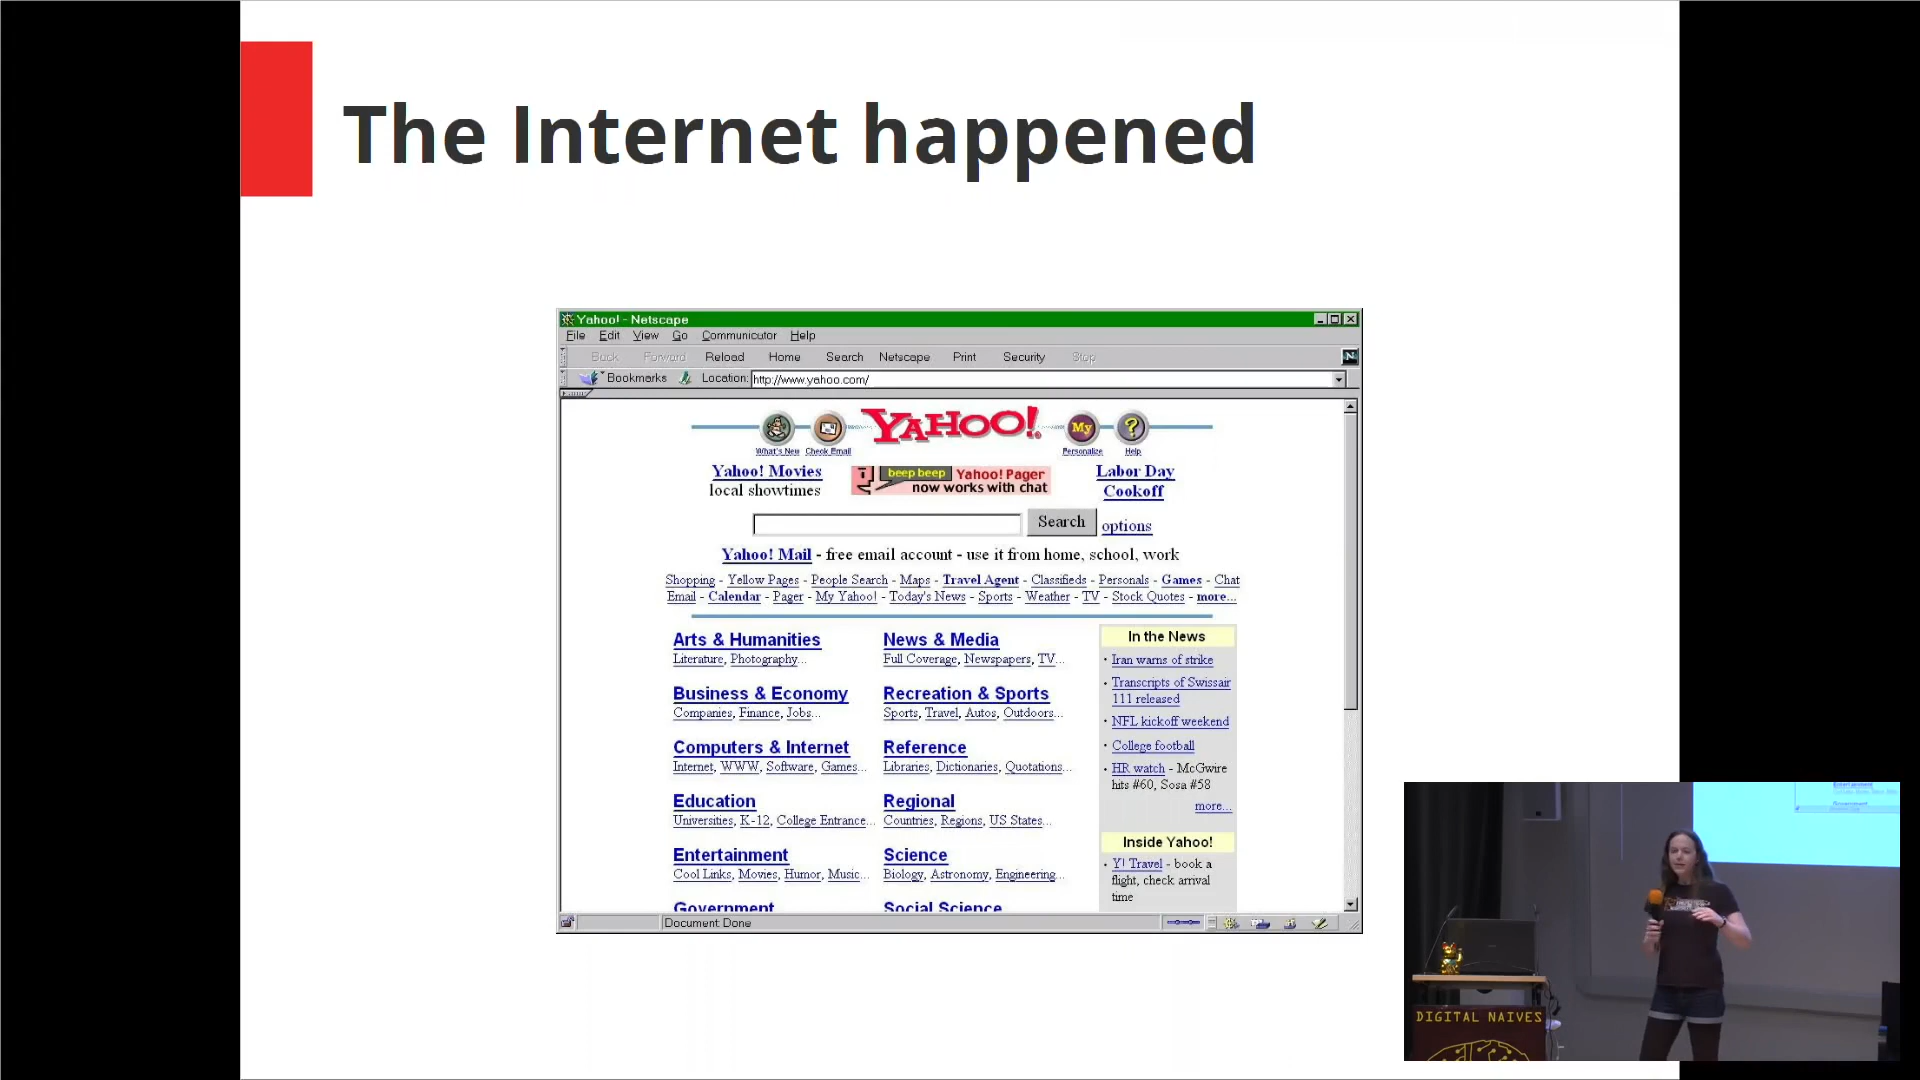 The Internet happened
Yahoo! - Netscape
File Edit View Go Communicator Help
Back Forward Reload Home Search Netscape Print Security Stop
Bookmarks Location: http://www.yahoo.com/
YAHOO!
My ?
What's New Check Email Personalize Help
Yahoo! Movies
local showtimes
beep beep Yahoo! Pager
now works with chat
Labor Day
Cookoff
Search options
Yahoo! Mail - free email account - use it from home, school, work
Shopping - Yellow Pages - People Search - Maps - Travel Agent - Classifieds - Personals - Games - Chat
Email - Calendar - Pager - My Yahoo! - Today's News - Sports - Weather - TV - Stock Quotes - more...
Arts & Humanities
Literature, Photography...
News & Media
Full Coverage, Newspapers, TV...
Business & Economy
Companies, Finance, Jobs...
Recreation & Sports
Sports, Travel, Autos, Outdoors...
Computers & Internet
Internet, WWW, Software, Games...
Reference
Libraries, Dictionaries, Quotations...
Education
Universities, K-12, College Entrance...
Regional
Countries, Regions, US States...
Entertainment
Cool Links, Movies, Humor, Music...
Science
Biology, Astronomy, Engineering...
Government
Social Science
In the News
· Iran warns of strike
· Transcripts of Swissair
111 released
· NFL kickoff weekend
· College football
· HR watch - McGwire
hits #60, Sosa #58
more...
Inside Yahoo!
· Y! Travel - book a
flight, check arrival
time
Document Done
DIGITAL NAIVES